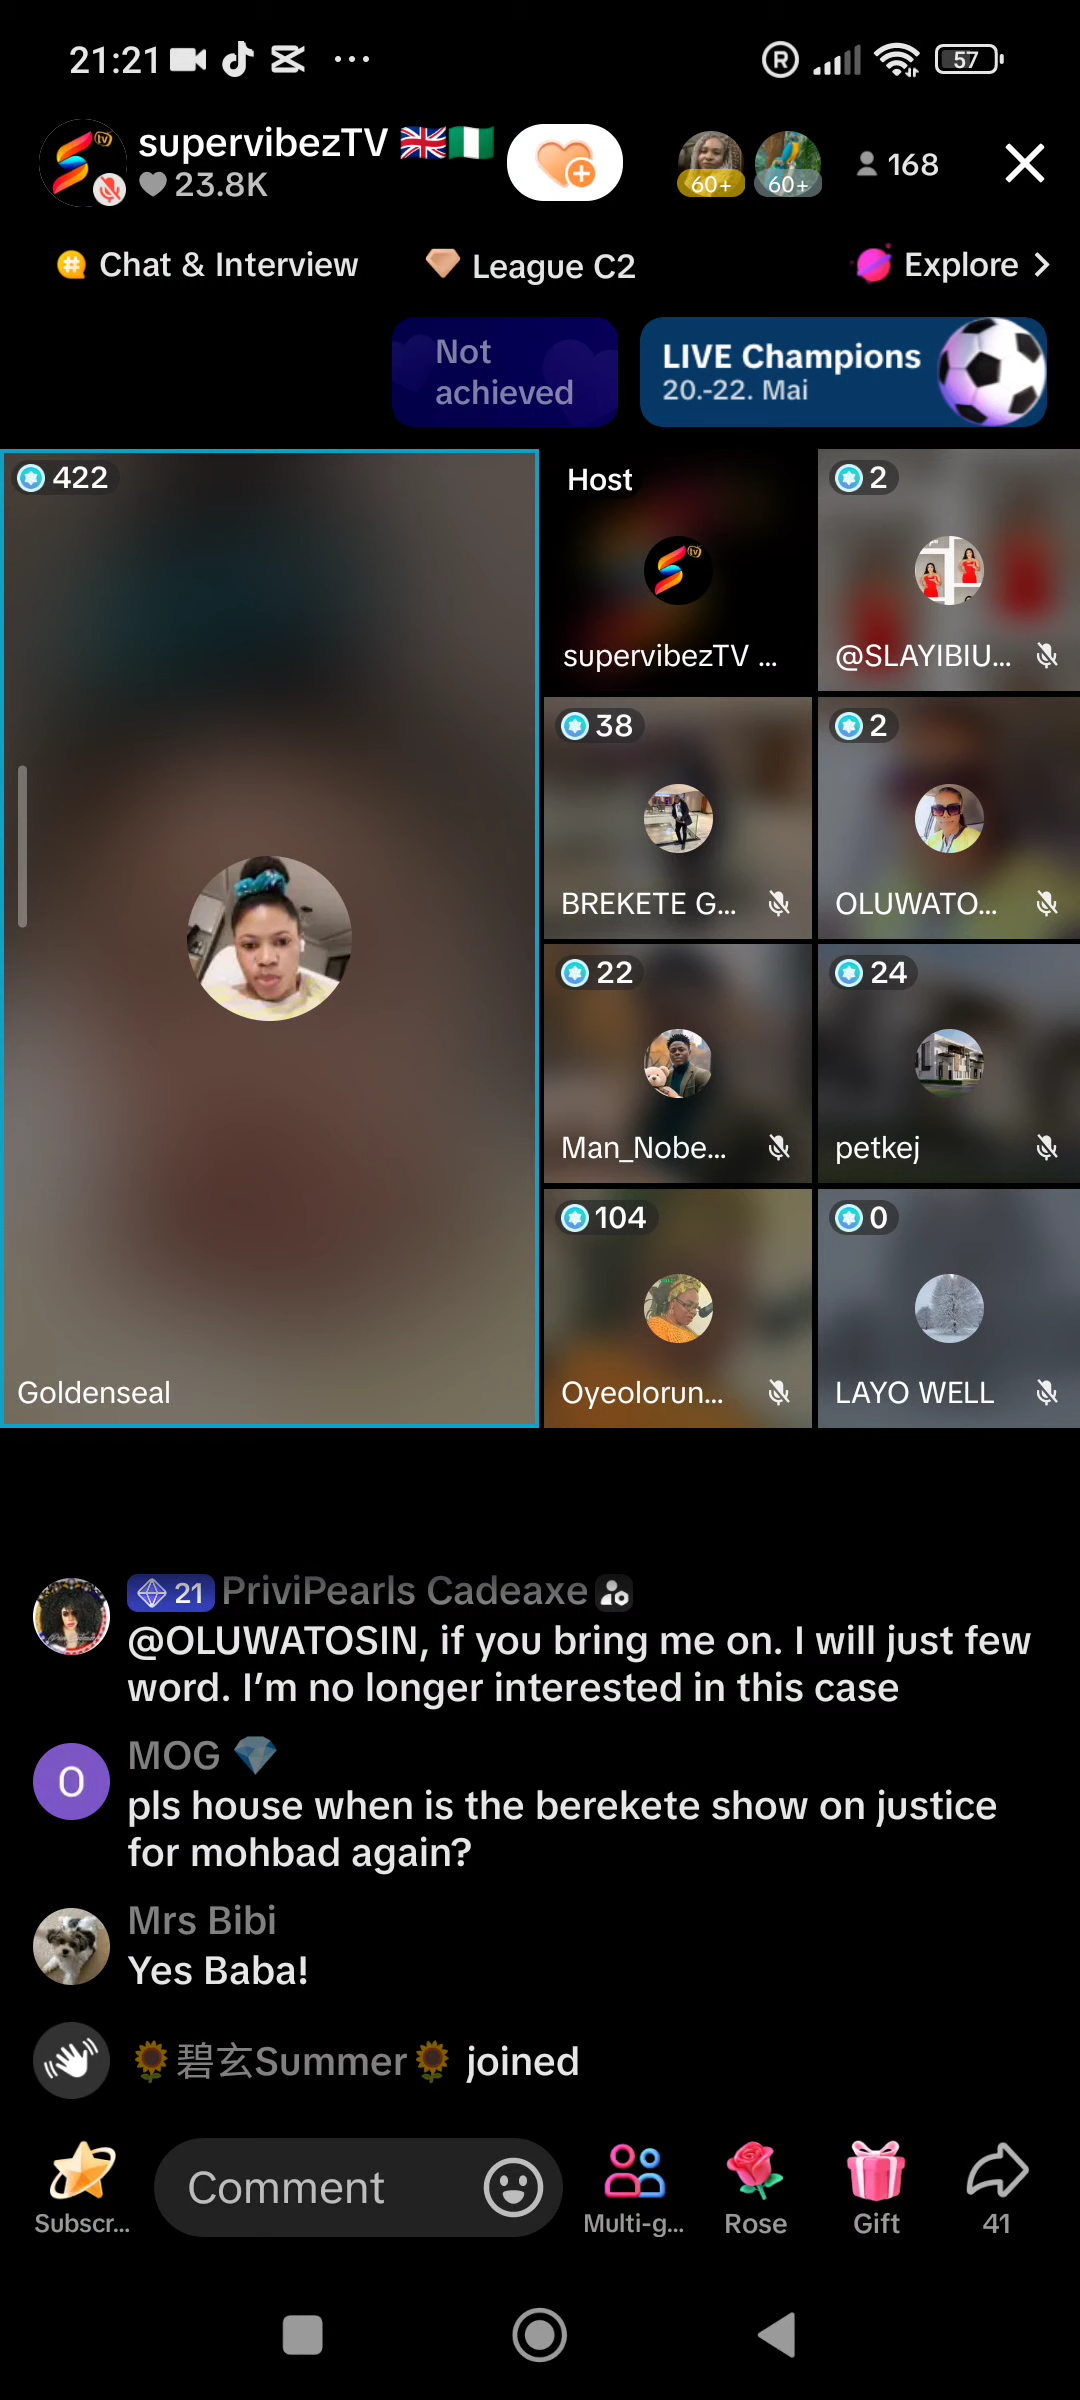 21:21
R
57
supervibezTV 🇬🇧🇳🇬
23.8K
60+
60+
168
Chat & Interview
League C2
Explore
Not
achieved
LIVE Champions
20.-22. Mai
422
Host
2
supervibezTV ...
@SLAYIBIU...
38
2
BREKETE G...
OLUWATO...
22
24
Man_Nobe...
petkej
104
0
Goldenseal
Oyeolorun...
LAYO WELL
21 PriviPearls Cadeaxe
@OLUWATOSIN, if you bring me on. I will just few
word. I’m no longer interested in this case
MOG 💎
O
pls house when is the berekete show on justice
for mohbad again?
Mrs Bibi
Yes Baba!
🌻碧玄Summer🌻 joined
Comment
Subscr...
Multi-g...
Rose
Gift
41